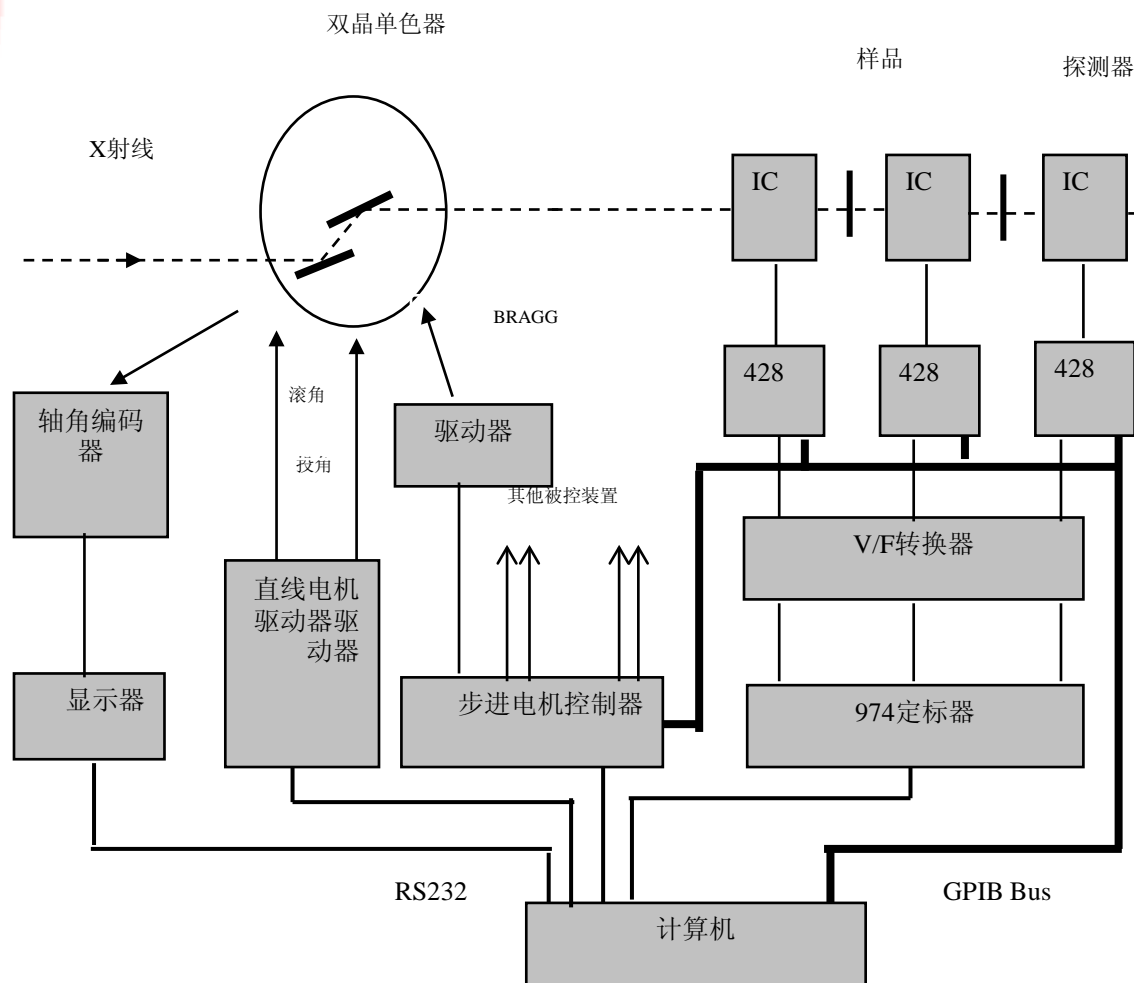 双晶单色器
样品
探测器
X射线
IC
IC
IC
BRAGG
428
428
428
滚角
轴角编码
器
驱动器
投角
其他被控装置
V/F转换器
直线电机
驱动器驱
动器
显示器
步进电机控制器
974定标器
RS232
GPIB Bus
计算机